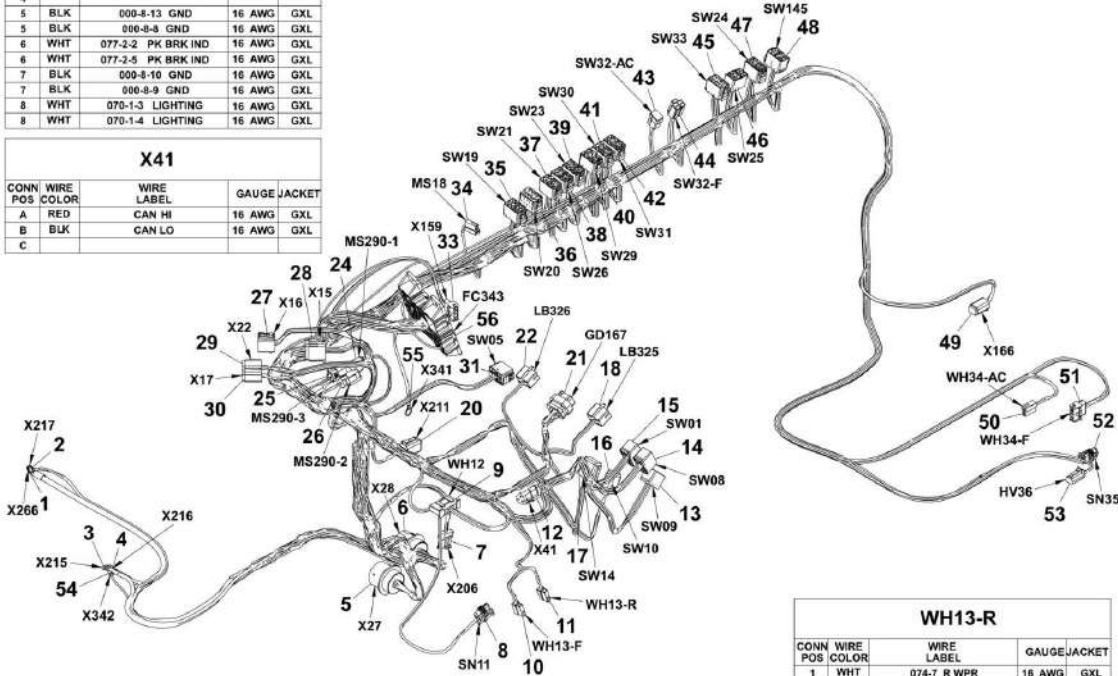 5 BLK 000-8-13 GND 16 AWG GXL
5 BLK 000-8-8 GND 16 AWG GXL
6 WHT 077-2-2 PK BRK IND 16 AWG GXL
6 WHT 077-2-5 PK BRK IND 16 AWG GXL
7 BLK 000-8-10 GND 16 AWG GXL
7 BLK 000-8-9 GND 16 AWG GXL
8 WHT 070-1-3 LIGHTING 16 AWG GXL
8 WHT 070-1-4 LIGHTING 16 AWG GXL
X41
CONN POS WIRE COLOR WIRE LABEL GAUGE JACKET
A RED CAN HI 16 AWG GXL
B BLK CAN LO 16 AWG GXL
C
SW145
SW24 47 48
SW33 45
SW32-AC 43
46
SW25
44
SW32-F
SW30 41
SW23 39
SW21 37
SW19 35
MS18 34
X159 33
42
SW31
40
SW29
38
SW26
36
SW20
MS290-1
24
28 X15
27 X16
X22
29
X17
30
25
MS290-3
26
MS290-2
FC343
56
SW05
31
55
X341
22 LB326
GD167
21
LB325
18
X211 20
15
SW01
14
SW08
13
SW09
16
SW10
17
SW14
12
X41
WH12 9
X28
6
7
X206
5
X27
8
SN11
10
WH13-F
11
WH13-R
X217
2
1
X266
3 4 X216
X215
54
X342
49
X166
WH34-AC
50
51
WH34-F
52
SN35
HV36
53
WH13-R
CONN POS WIRE COLOR WIRE LABEL GAUGE JACKET
1 WHT 074-7 R WPR 16 AWG GXL